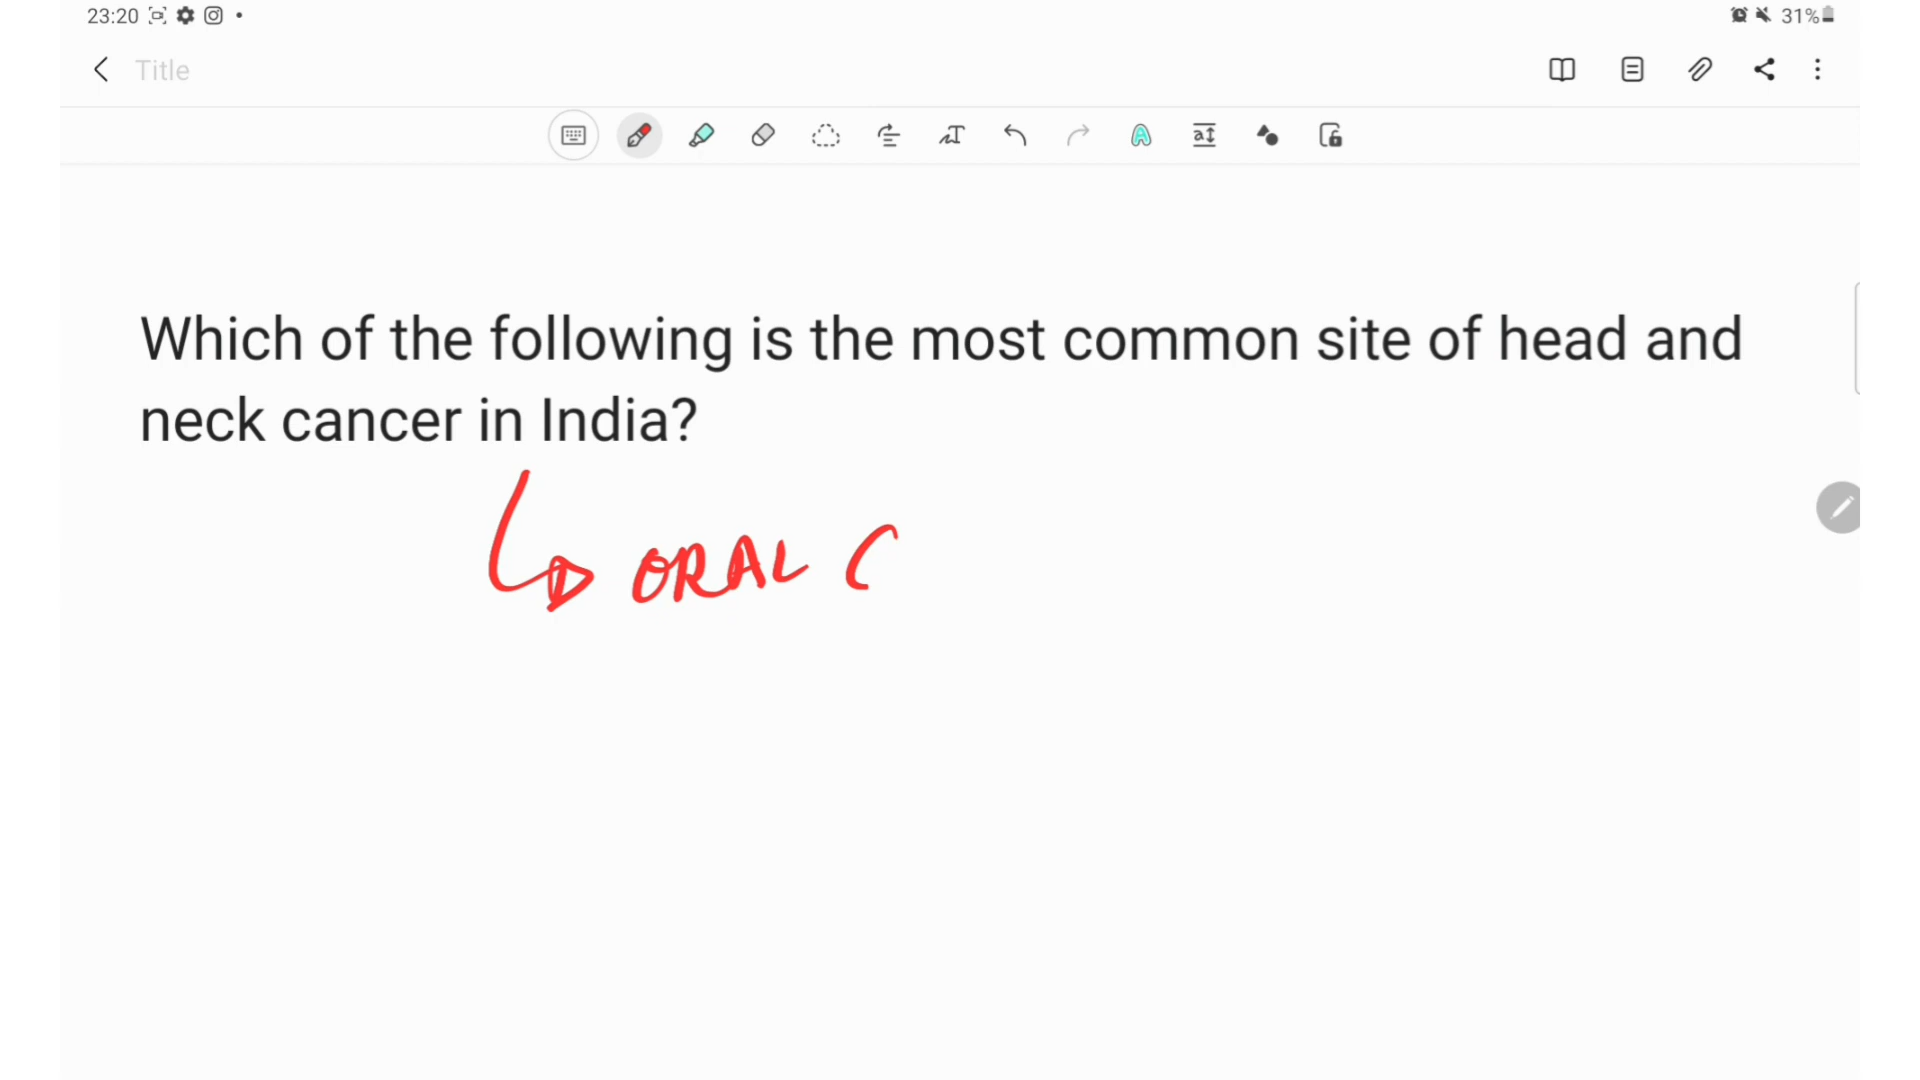 23:20
31%
Title
Which of the following is the most common site of head and
neck cancer in India?
ORAL C